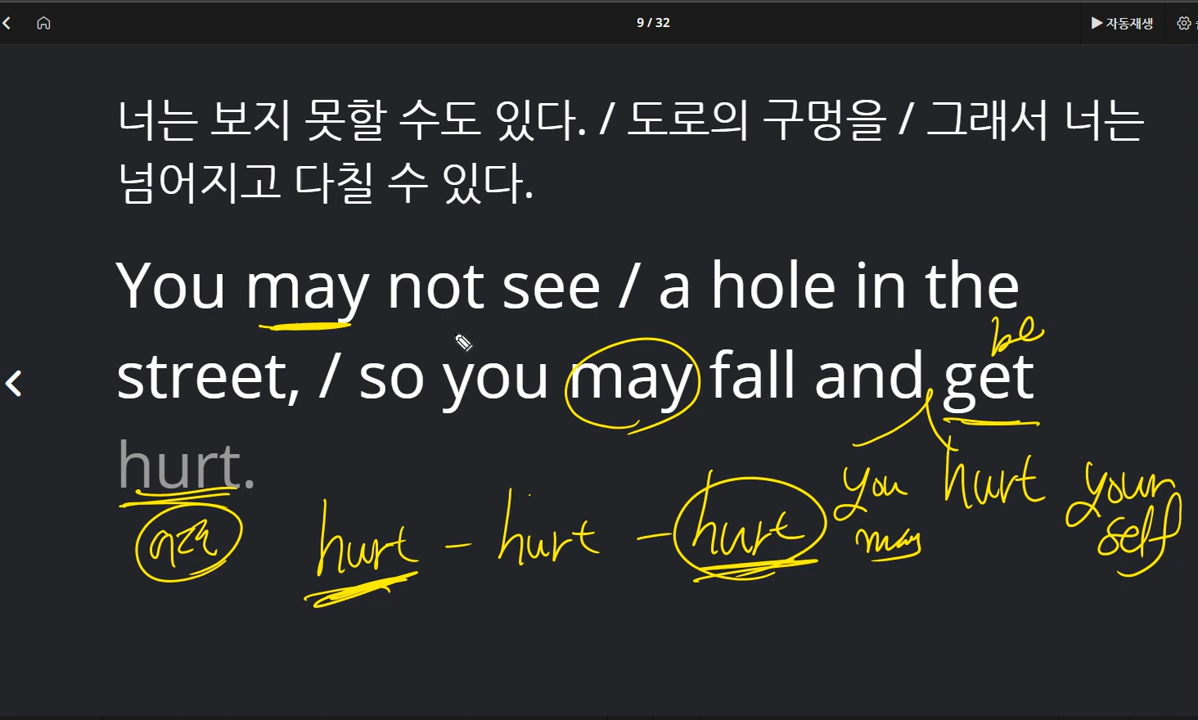 9 / 32
▶ 자동재생
너는 보지 못할 수도 있다. / 도로의 구멍을 / 그래서 너는
넘어지고 다칠 수 있다.
You may not see / a hole in the
be
street, / so you may fall and get
hurt.
you hurt your
may self
hurt - hurt - hurt